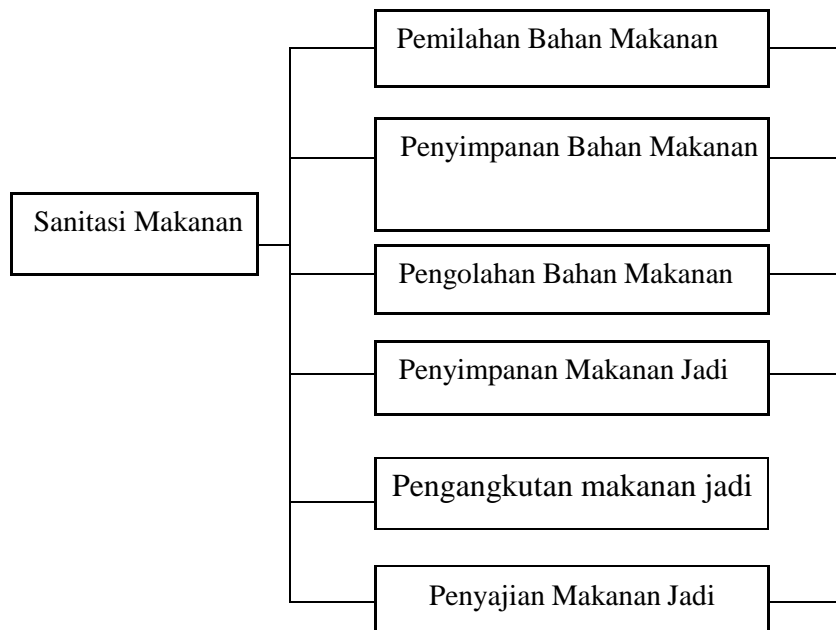 Pemilahan Bahan Makanan
Penyimpanan Bahan Makanan
Sanitasi Makanan
Pengolahan Bahan Makanan
Penyimpanan Makanan Jadi
Pengangkutan makanan jadi
Penyajian Makanan Jadi